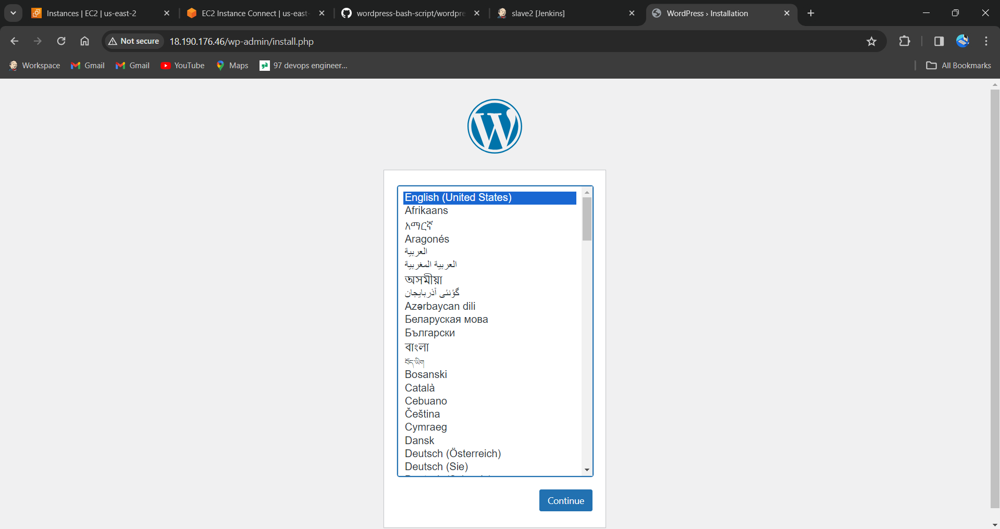 Instances | EC2 | us-east-2
EC2 Instance Connect | us-east-
wordpress-bash-script/wordpre
slave2 [Jenkins]
WordPress › Installation
Not secure
18.190.176.46/wp-admin/install.php
Workspace
Gmail
Gmail
YouTube
Maps
97 devops engineer...
All Bookmarks
English (United States)
Afrikaans
አማርኛ
Aragonés
العربية
العربية المغربية
অসমীয়া
گؤنئی آذربایجان
Azərbaycan dili
Беларуская мова
Български
বাংলা
བོད་ཡིག
Bosanski
Català
Cebuano
Čeština
Cymraeg
Dansk
Deutsch (Österreich)
Deutsch (Sie)
Continue